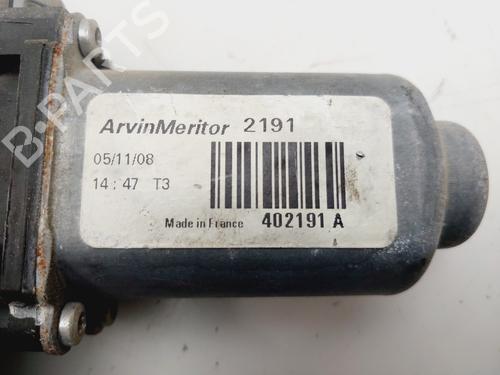 ArvinMeritor 2191
05/11/08
14 : 47 T3
Made in France 402191 A
B-PARTS